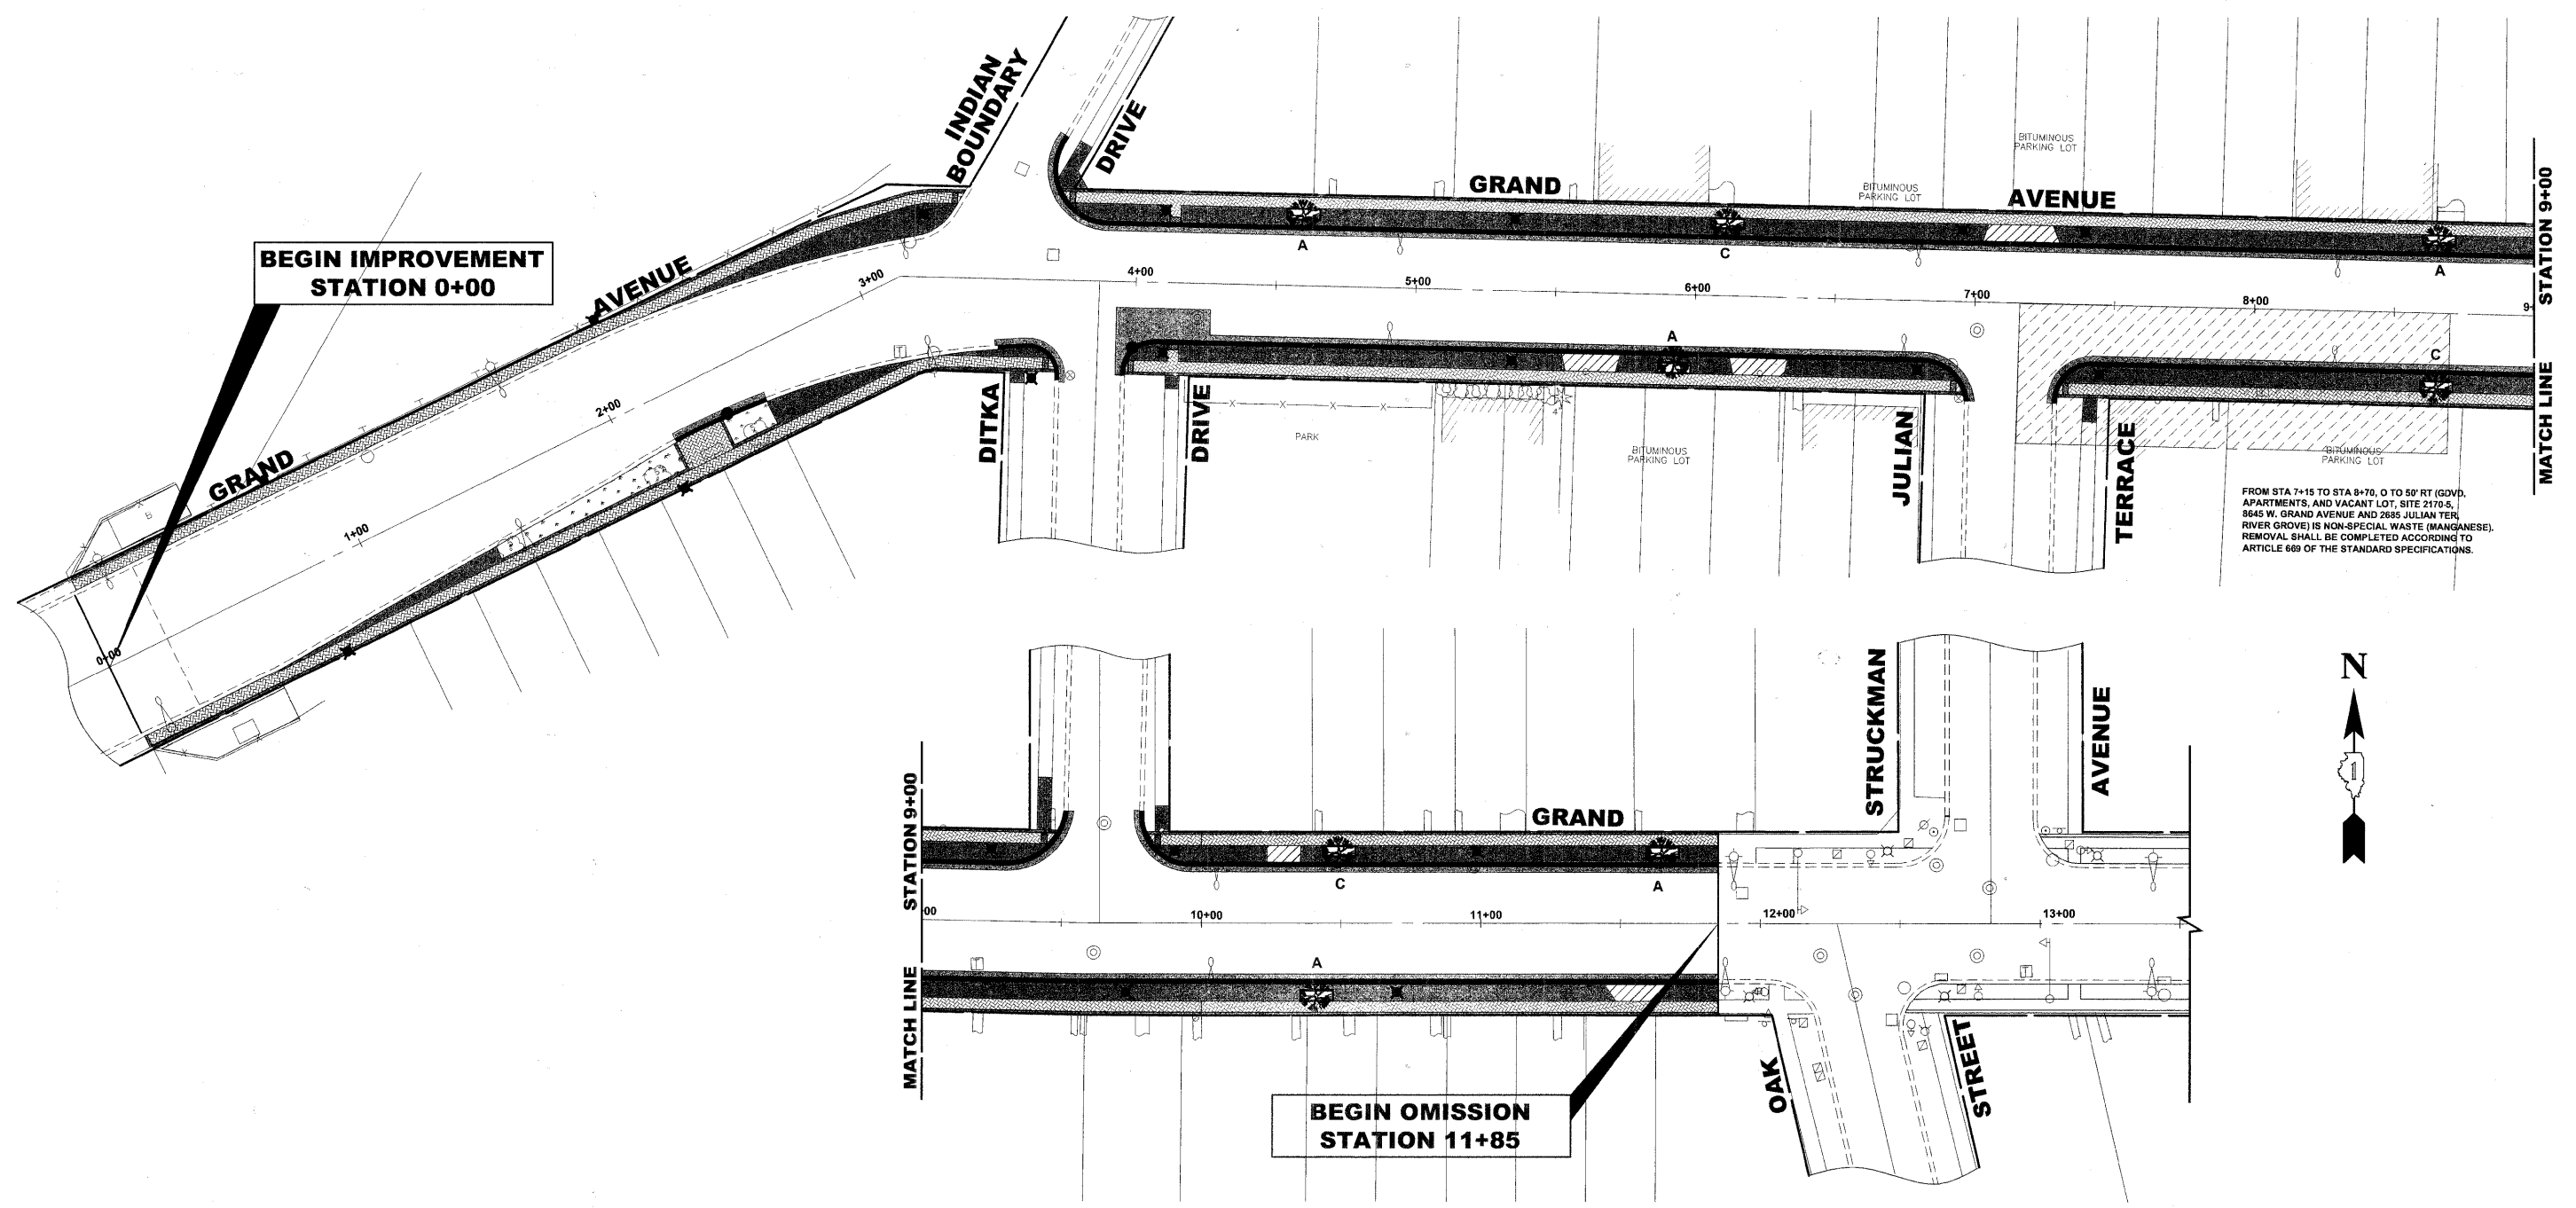 INDIAN
BOUNDARY
DRIVE
GRAND
AVENUE
BITUMINOUS
PARKING LOT
BITUMINOUS
PARKING LOT
STATION 9+00
MATCH LINE
A
C
A
BEGIN IMPROVEMENT
STATION 0+00
GRAND
AVENUE
0+00
1+00
2+00
3+00
4+00
5+00
6+00
7+00
8+00
9-
A
C
DITKA
DRIVE
PARK
BITUMINOUS
PARKING LOT
JULIAN
TERRACE
BITUMINOUS
PARKING LOT
FROM STA 7+15 TO STA 8+70, O TO 50' RT (GDVD,
APARTMENTS, AND VACANT LOT, SITE 2170-5,
8645 W. GRAND AVENUE AND 2685 JULIAN TER,
RIVER GROVE) IS NON-SPECIAL WASTE (MANGANESE).
REMOVAL SHALL BE COMPLETED ACCORDING TO
ARTICLE 669 OF THE STANDARD SPECIFICATIONS.
N
1
STRUCKMAN
AVENUE
STATION 9+00
MATCH LINE
GRAND
C
A
00
10+00
11+00
12+00
13+00
A
T
T
T
BEGIN OMISSION
STATION 11+85
OAK
STREET